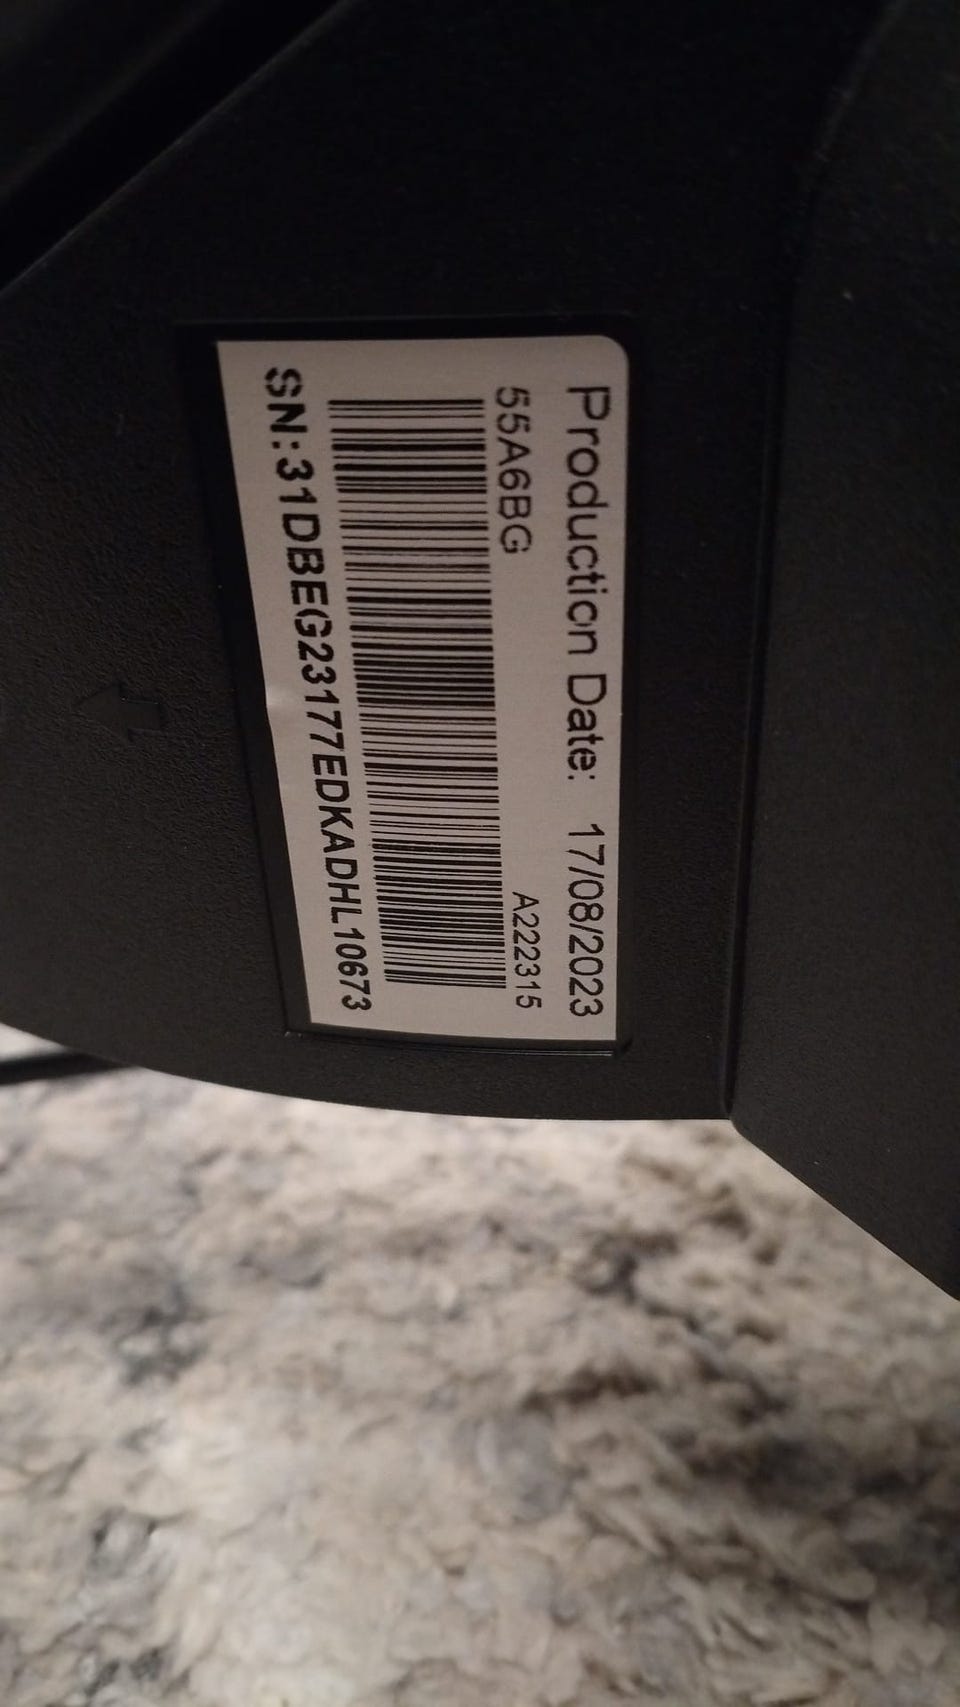 Production Date: 17/08/2023
55A6BG A222315
SN:31DBEG23177EDKADHL10673